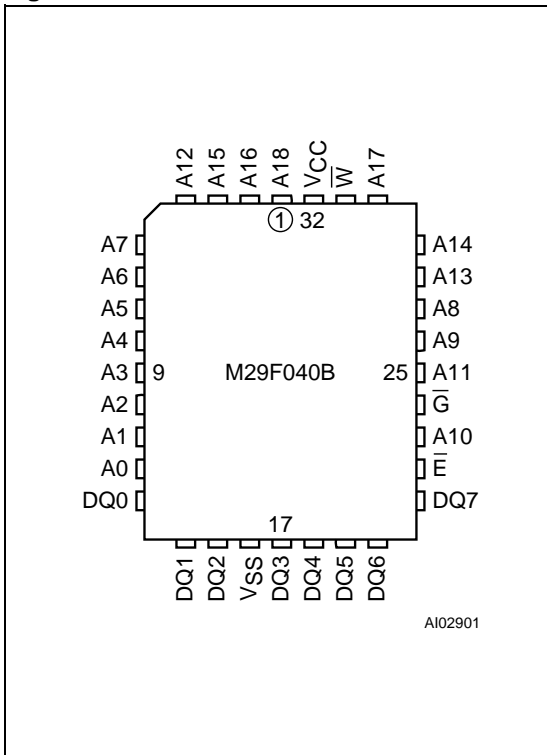 A12 A15 A16 A18 VCC W̅ A17
1 32
A7 A14
A6 A13
A5 A8
A4 A9
A3 9 M29F040B 25 A11
A2 G̅
A1 A10
A0 E̅
DQ0 DQ7
17
DQ1 DQ2 VSS DQ3 DQ4 DQ5 DQ6
AI02901